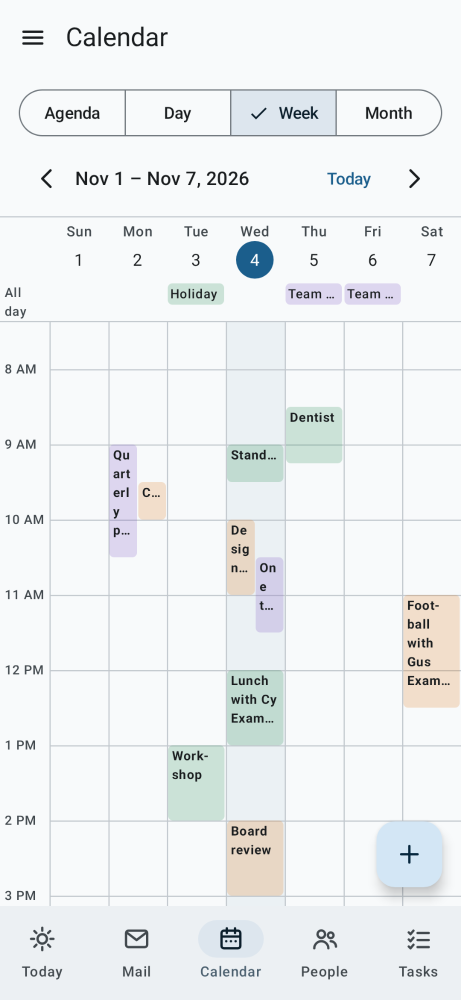 Calendar
Agenda
Day
Week
Month
Nov 1 – Nov 7, 2026
Today
Sun
Mon
Tue
Wed
Thu
Fri
Sat
1
2
3
4
5
6
7
All
day
Holiday
Team ...
Team ...
8 AM
9 AM
10 AM
11 AM
12 PM
1 PM
2 PM
3 PM
Qu
art
erl
y
p...
C...
Work-
shop
Stand...
De
sig
n...
On
e
t...
Lunch
with Cy
Exam...
Board
review
Dentist
Foot-
ball
with
Gus
Exam...
Today
Mail
Calendar
People
Tasks